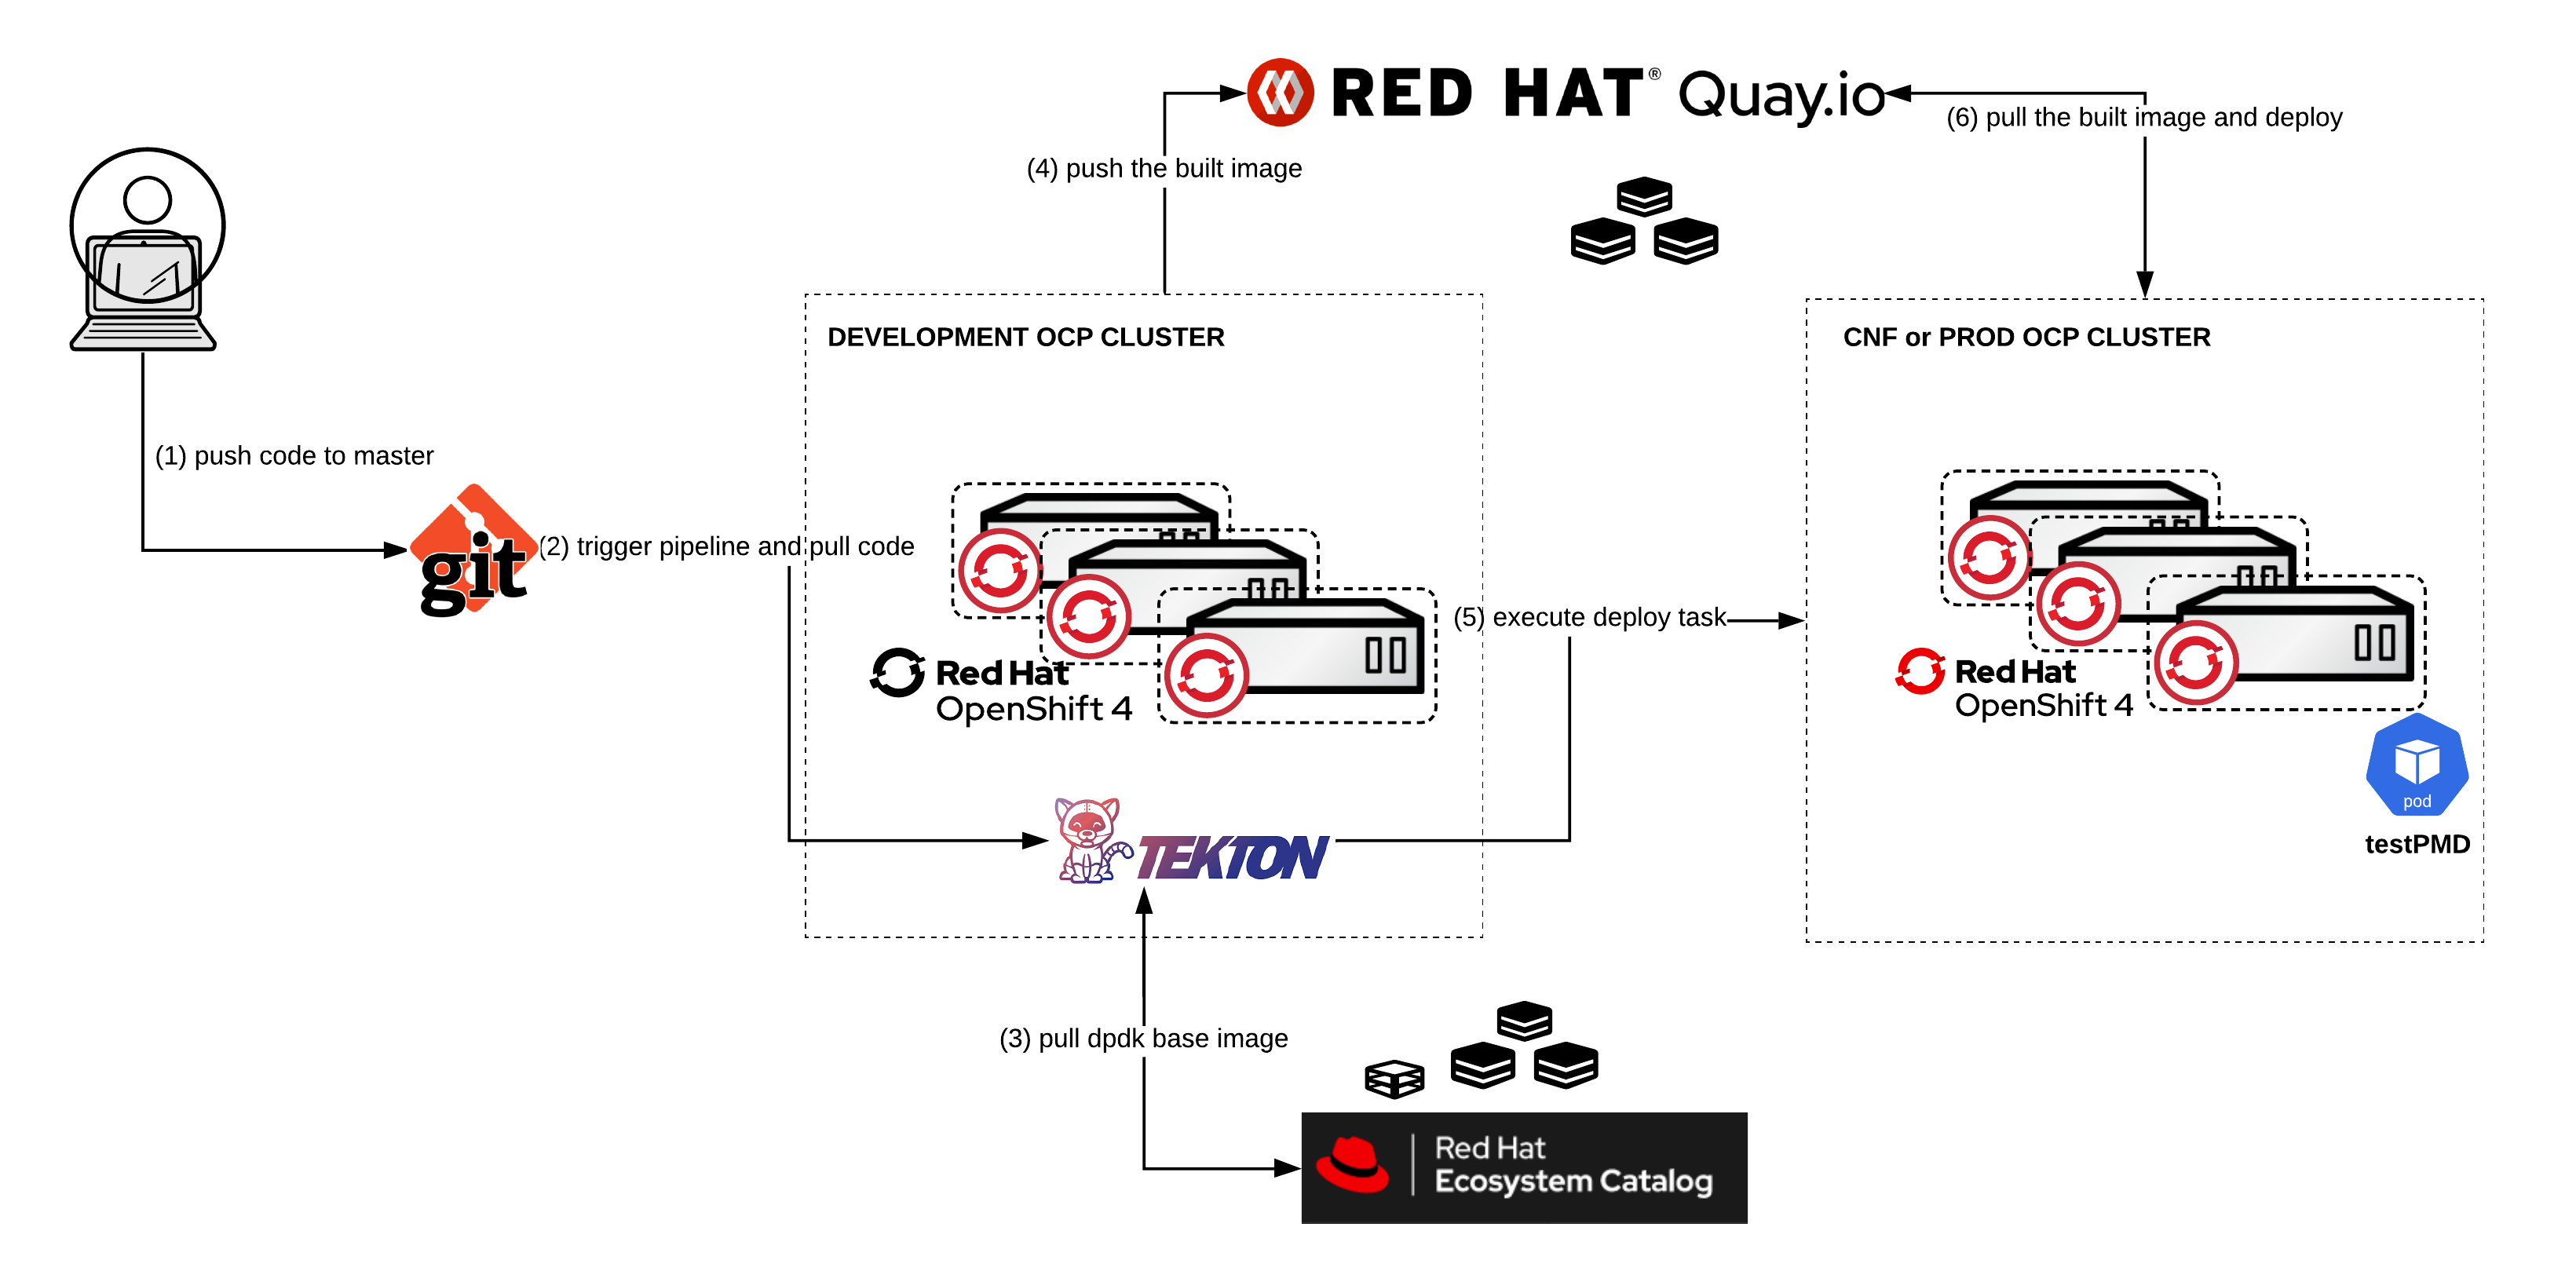 RED HAT® Quay.io
(6) pull the built image and deploy
(4) push the built image
DEVELOPMENT OCP CLUSTER
CNF or PROD OCP CLUSTER
(1) push code to master
git
(2) trigger pipeline and pull code
(5) execute deploy task
Red Hat
OpenShift 4
Red Hat
OpenShift 4
pod
testPMD
TEKTON
(3) pull dpdk base image
Red Hat
Ecosystem Catalog